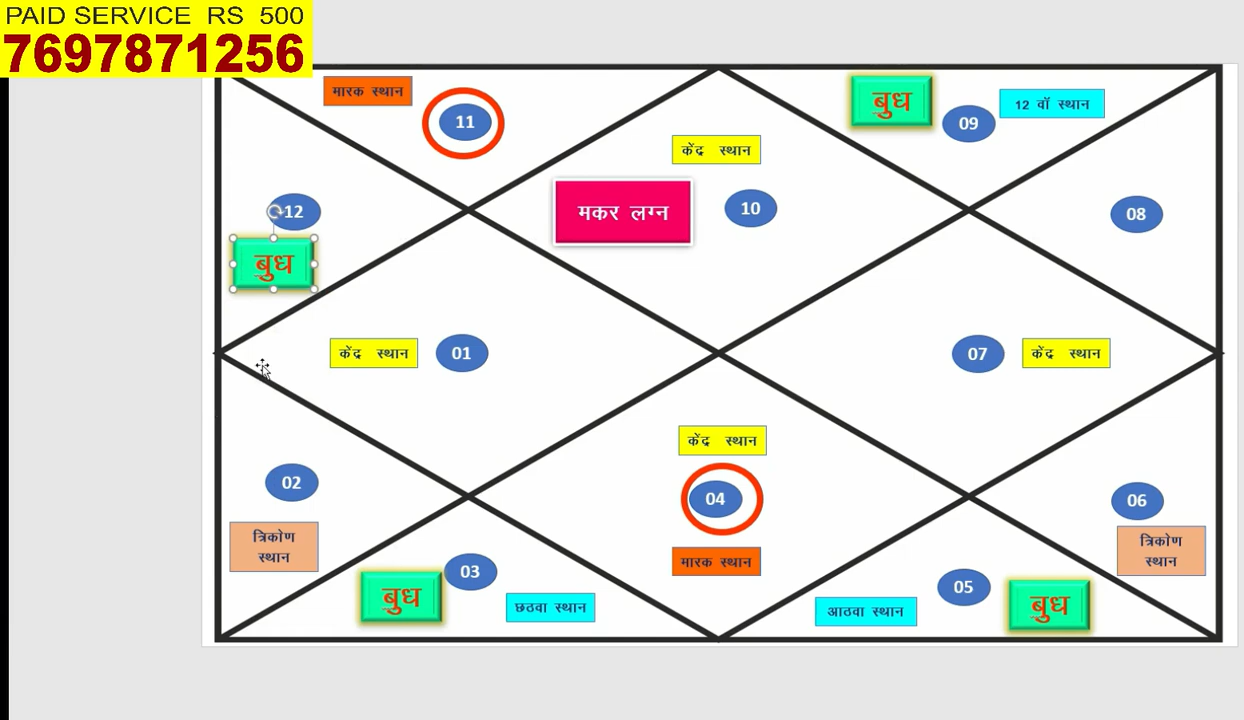 PAID SERVICE RS 500
7697871256
मारक स्थान
11
बुध
09
12 वॉ स्थान
केंद्र स्थान
12
मकर लग्न
10
08
बुध
केंद्र स्थान
01
07
केंद्र स्थान
केंद्र स्थान
02
04
06
त्रिकोण
स्थान
त्रिकोण
स्थान
मारक स्थान
03
05
बुध
छठवा स्थान
आठवा स्थान
बुध